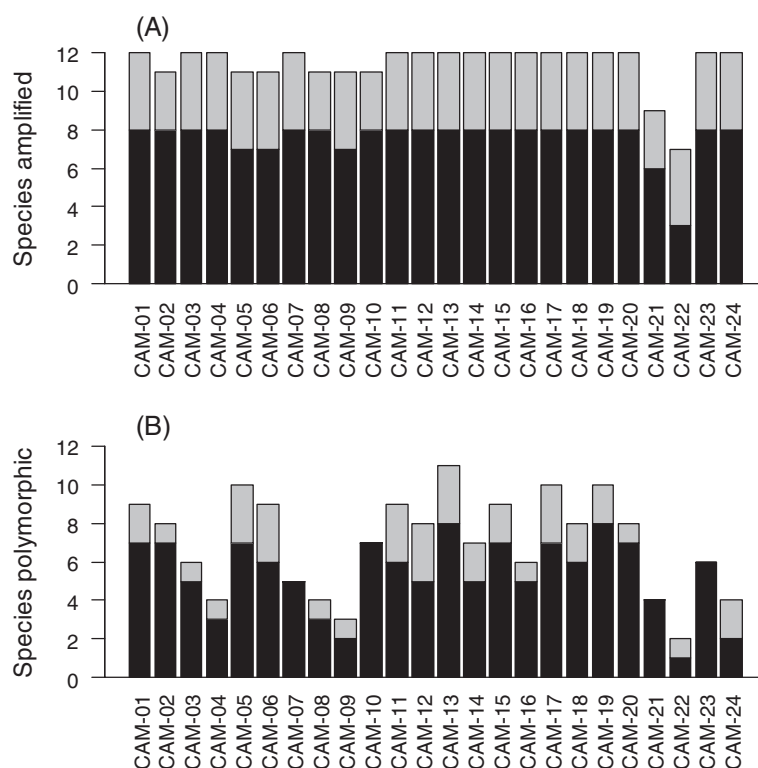 (A)
Species amplified
12
10
8
6
4
2
0
CAM-01
CAM-02
CAM-03
CAM-04
CAM-05
CAM-06
CAM-07
CAM-08
CAM-09
CAM-10
CAM-11
CAM-12
CAM-13
CAM-14
CAM-15
CAM-16
CAM-17
CAM-18
CAM-19
CAM-20
CAM-21
CAM-22
CAM-23
CAM-24
(B)
Species polymorphic
12
10
8
6
4
2
0
CAM-01
CAM-02
CAM-03
CAM-04
CAM-05
CAM-06
CAM-07
CAM-08
CAM-09
CAM-10
CAM-11
CAM-12
CAM-13
CAM-14
CAM-15
CAM-16
CAM-17
CAM-18
CAM-19
CAM-20
CAM-21
CAM-22
CAM-23
CAM-24